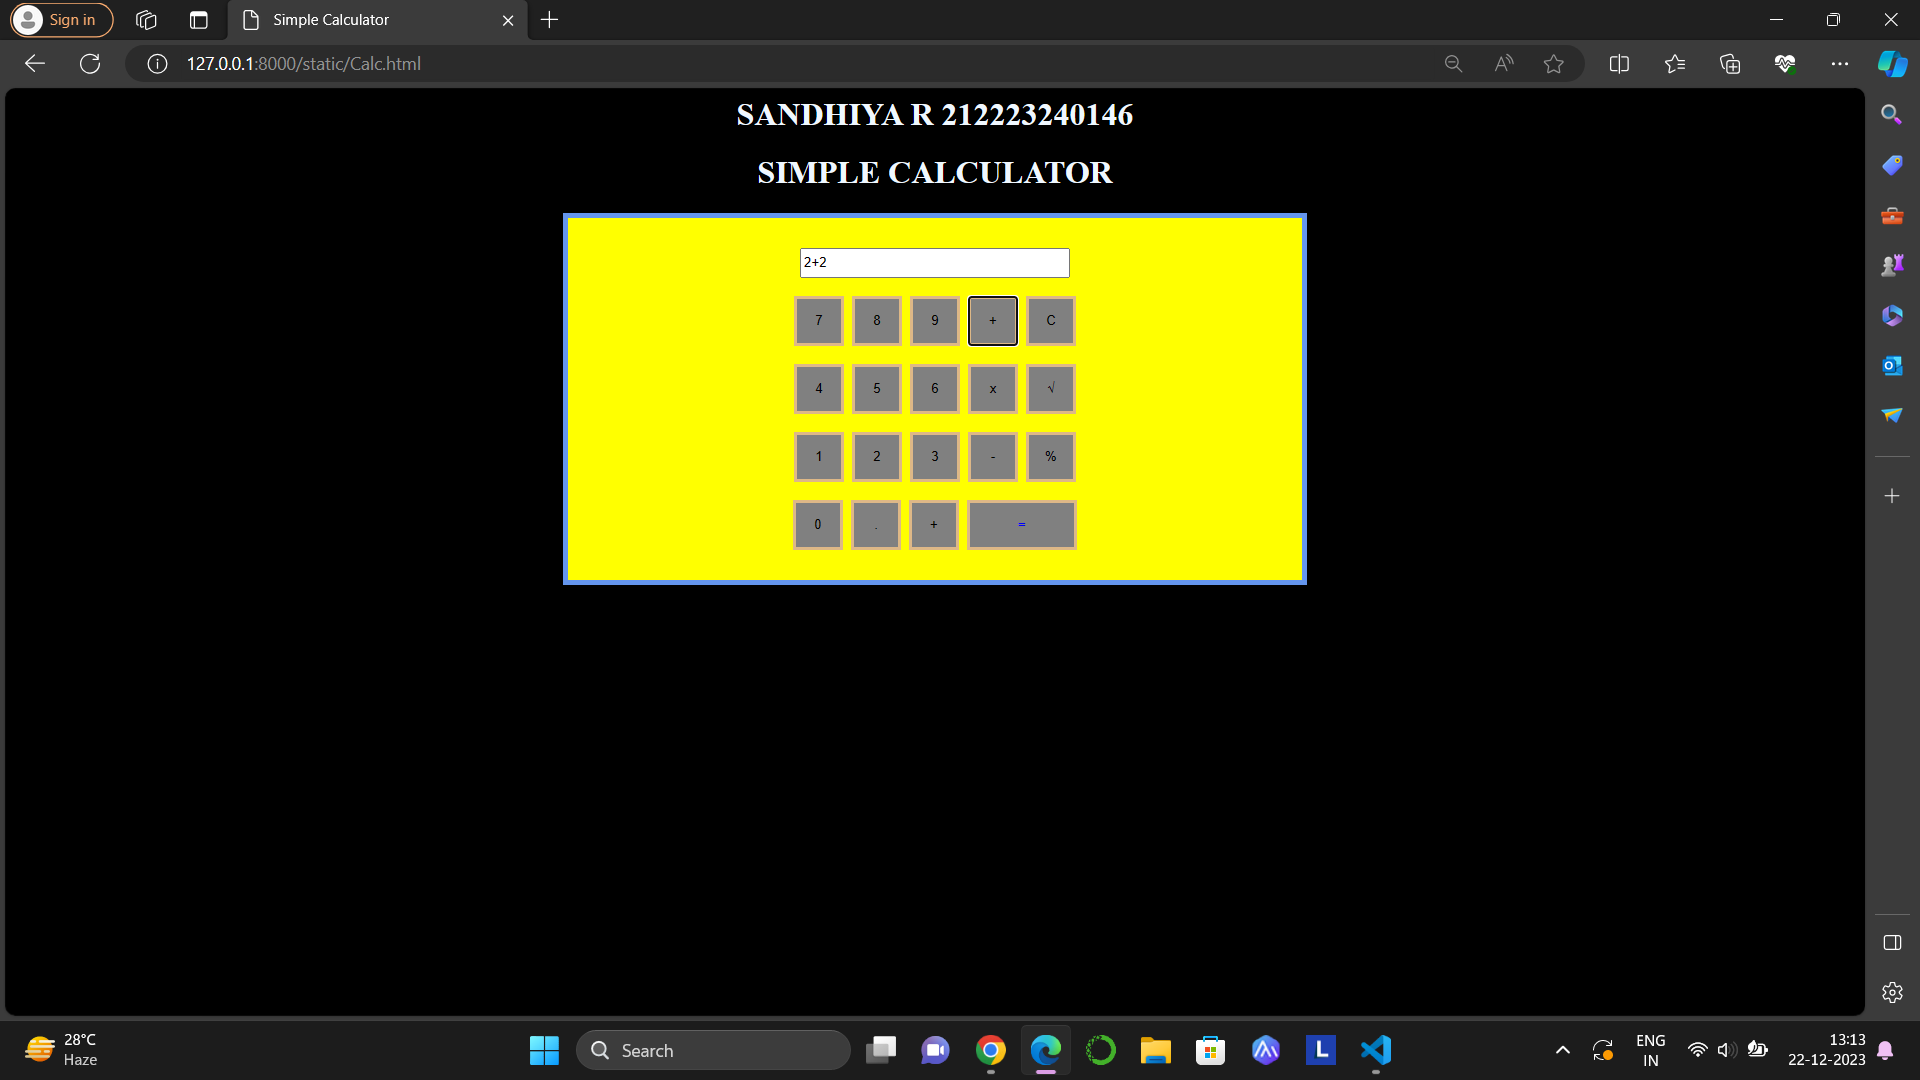 Sign in
Simple Calculator
127.0.0.1:8000/static/Calc.html
SANDHIYA R 212223240146
SIMPLE CALCULATOR
2+2
7 8 9 + C
4 5 6 x √
1 2 3 - %
0 . + =
28°C
Haze
Search
L
ENG
IN
13:13
22-12-2023